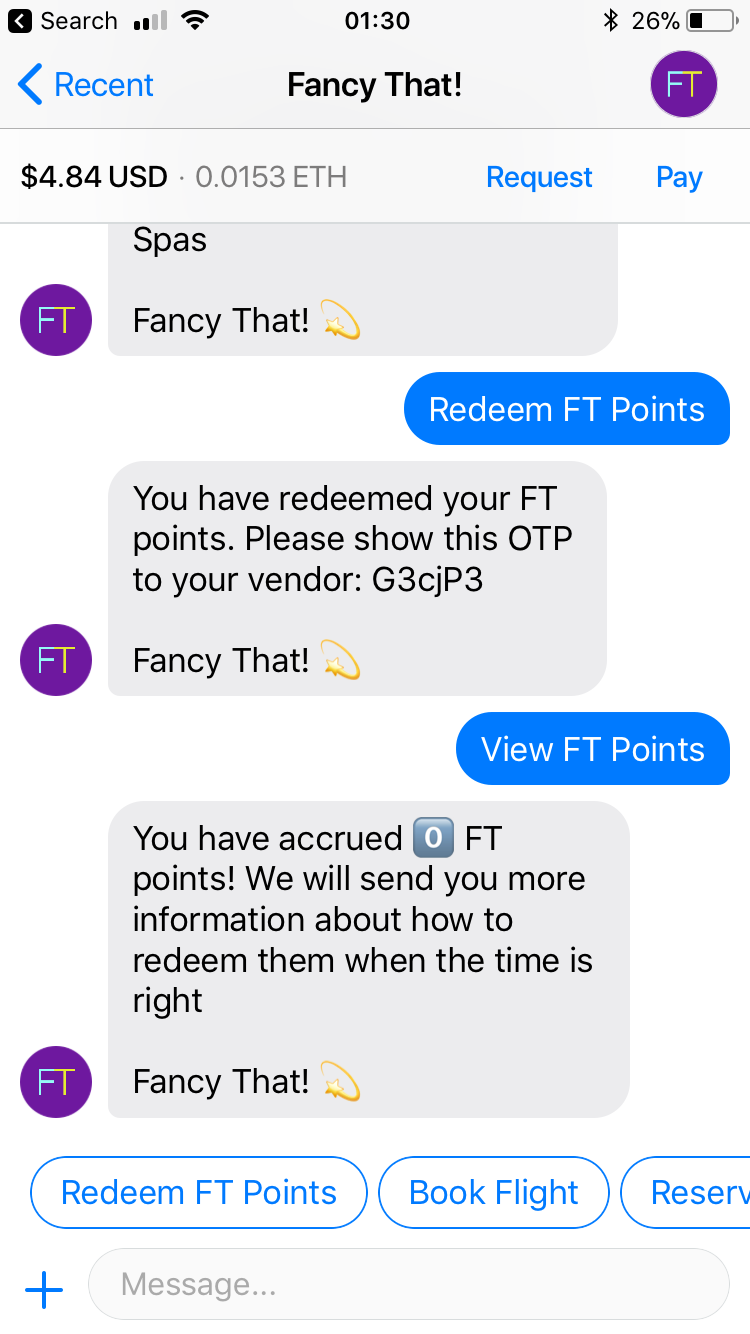 Search 01:30 26%
Recent Fancy That! FT
$4.84 USD · 0.0153 ETH Request Pay
Spas
Fancy That! 💫
FT
Redeem FT Points
You have redeemed your FT
points. Please show this OTP
to your vendor: G3cjP3
Fancy That! 💫
FT
View FT Points
You have accrued 0️⃣ FT
points! We will send you more
information about how to
redeem them when the time is
right
Fancy That! 💫
FT
Redeem FT Points Book Flight Reserv
Message...